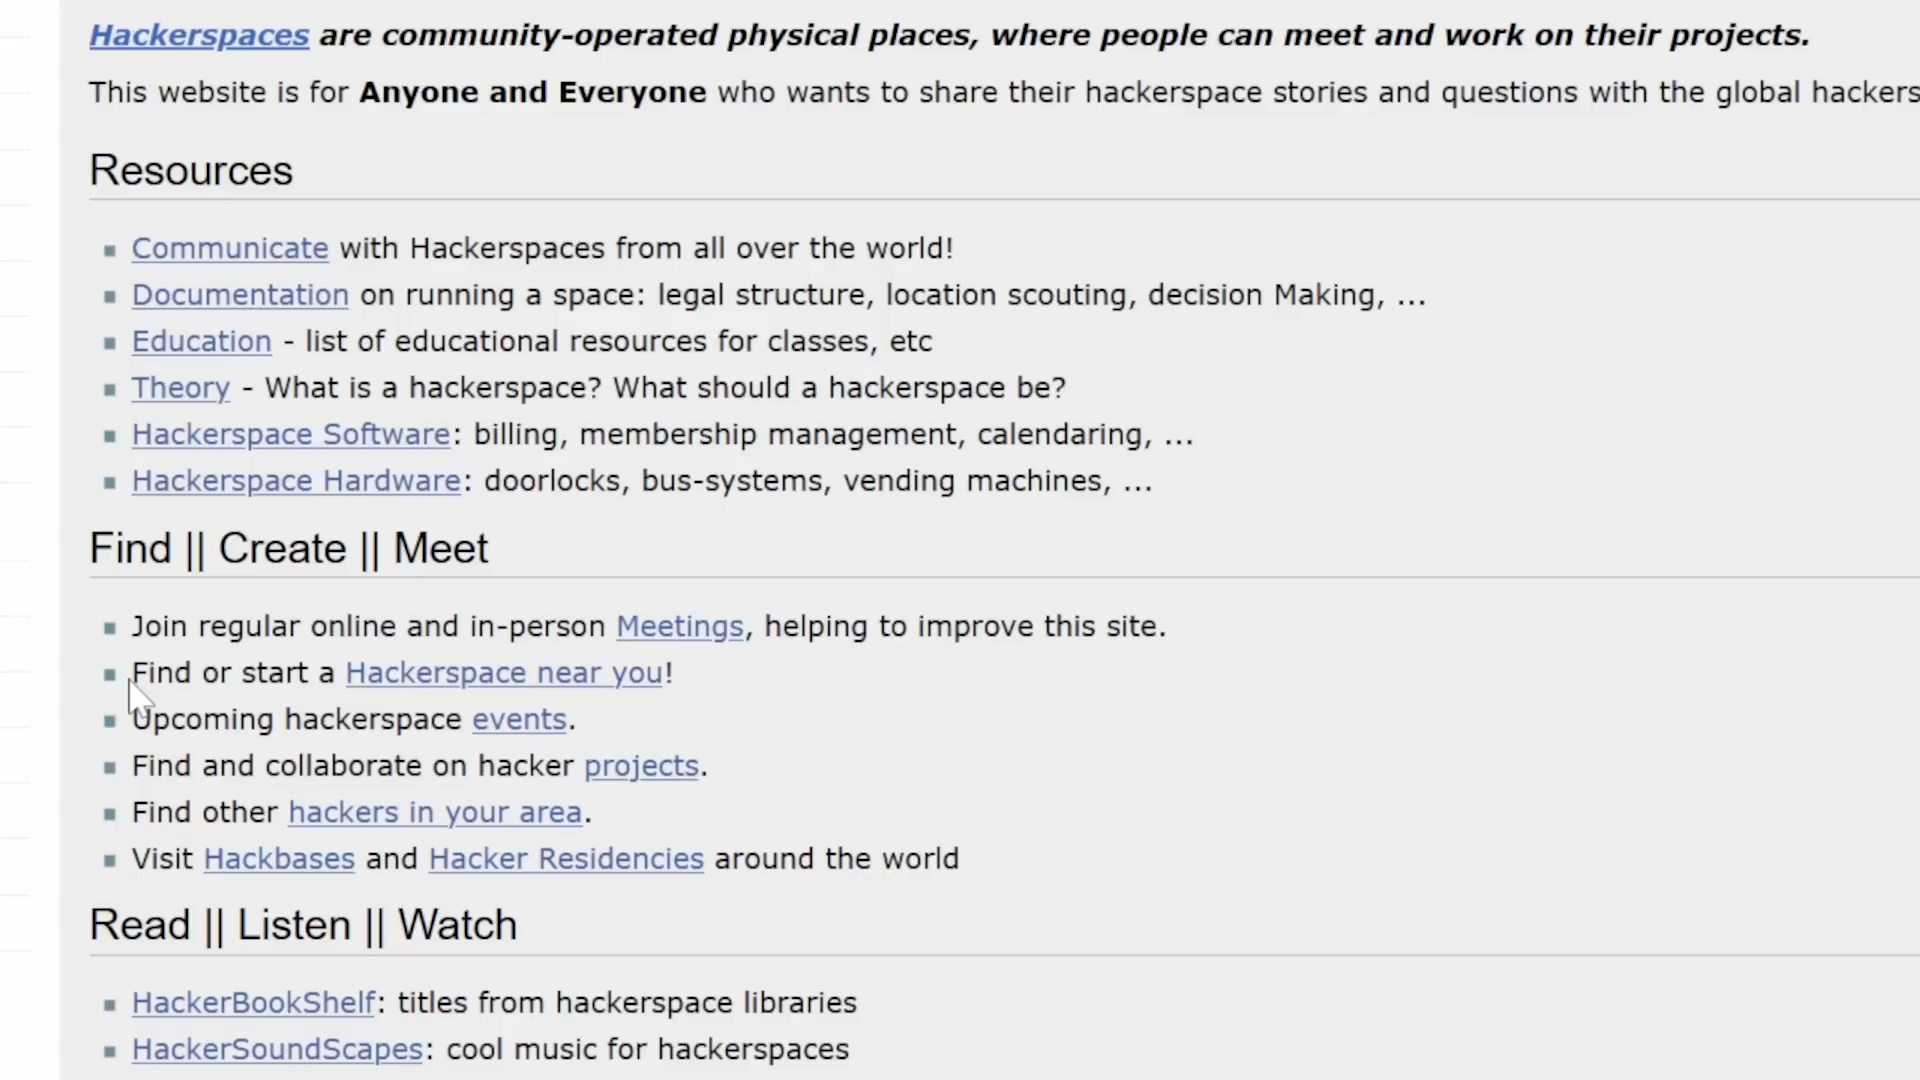 Hackerspaces are community-operated physical places, where people can meet and work on their projects.
This website is for Anyone and Everyone who wants to share their hackerspace stories and questions with the global hackers
Resources
Communicate with Hackerspaces from all over the world!
Documentation on running a space: legal structure, location scouting, decision Making, ...
Education - list of educational resources for classes, etc
Theory - What is a hackerspace? What should a hackerspace be?
Hackerspace Software: billing, membership management, calendaring, ...
Hackerspace Hardware: doorlocks, bus-systems, vending machines, ...
Find || Create || Meet
Join regular online and in-person Meetings, helping to improve this site.
Find or start a Hackerspace near you!
Upcoming hackerspace events.
Find and collaborate on hacker projects.
Find other hackers in your area.
Visit Hackbases and Hacker Residencies around the world
Read || Listen || Watch
HackerBookShelf: titles from hackerspace libraries
HackerSoundScapes: cool music for hackerspaces